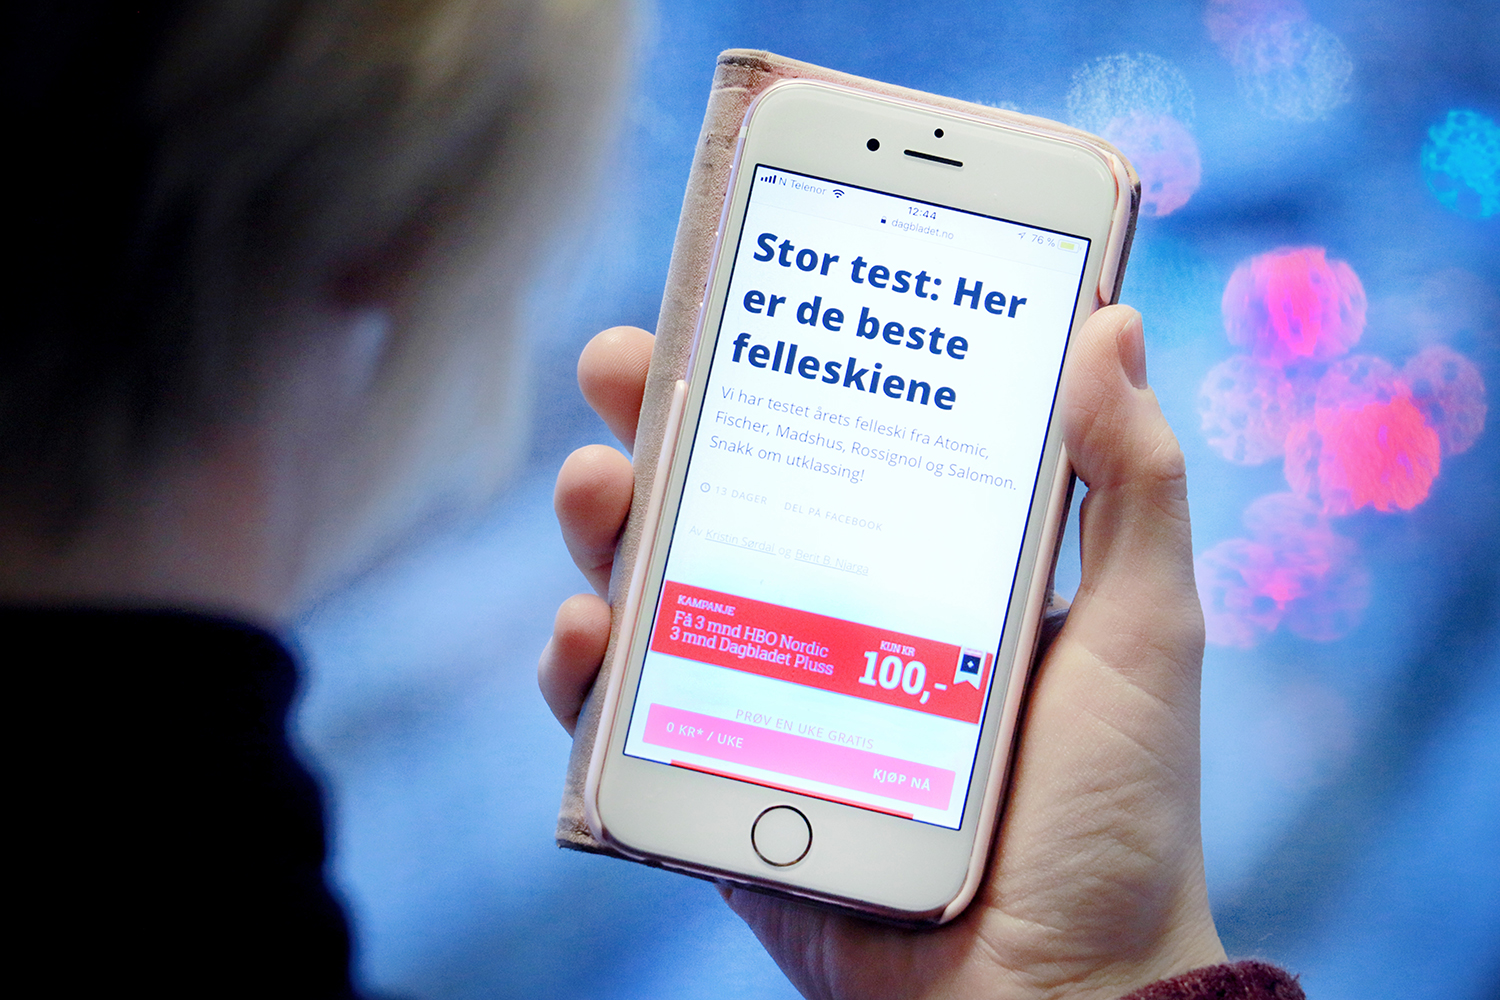 N Telenor
12:44
76 %
dagbladet.no
Stor test: Her
er de beste
felleskiene
Vi har testet årets felleski fra Atomic,
Fischer, Madshus, Rossignol og Salomon.
Snakk om utklassing!
13 DAGER DEL PÅ FACEBOOK
Av Kristin Sørdal og Berit B. Njarga
KAMPANJE
Få 3 mnd HBO Nordic
3 mnd Dagbladet Pluss
KUN KR
100,-
PRØV EN UKE GRATIS
0 KR* / UKE
KJØP NÅ